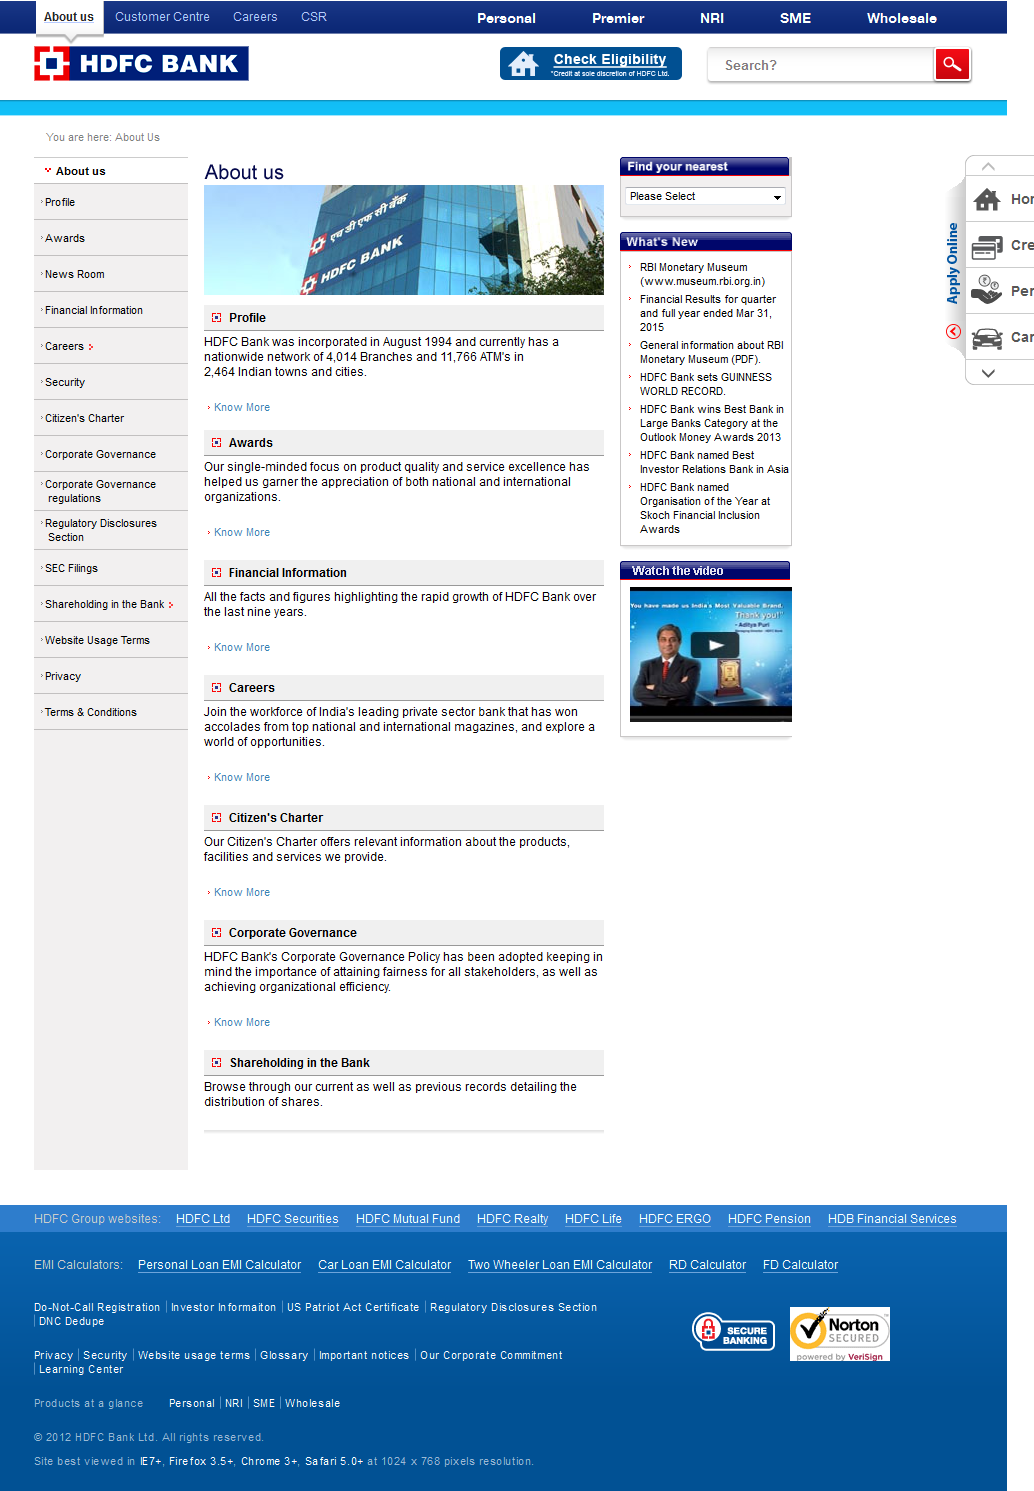 About us
Customer Centre
Careers
CSR
Personal
Premier
NRI
SME
Wholesale
HDFC BANK
Check Eligibility
*Credit at sole discretion of HDFC Ltd.
Search?
You are here: About Us
About us
Profile
Awards
News Room
Financial Information
Careers
Security
Citizen's Charter
Corporate Governance
Corporate Governance
regulations
Regulatory Disclosures
Section
SEC Filings
Shareholding in the Bank
Website Usage Terms
Privacy
Terms & Conditions
About us
एच डी एफ सी बैंक
HDFC BANK
Profile
HDFC Bank was incorporated in August 1994 and currently has a
nationwide network of 4,014 Branches and 11,766 ATM's in
2,464 Indian towns and cities.
Know More
Awards
Our single-minded focus on product quality and service excellence has
helped us garner the appreciation of both national and international
organizations.
Know More
Financial Information
All the facts and figures highlighting the rapid growth of HDFC Bank over
the last nine years.
Know More
Careers
Join the workforce of India's leading private sector bank that has won
accolades from top national and international magazines, and explore a
world of opportunities.
Know More
Citizen's Charter
Our Citizen's Charter offers relevant information about the products,
facilities and services we provide.
Know More
Corporate Governance
HDFC Bank's Corporate Governance Policy has been adopted keeping in
mind the importance of attaining fairness for all stakeholders, as well as
achieving organizational efficiency.
Know More
Shareholding in the Bank
Browse through our current as well as previous records detailing the
distribution of shares.
Find your nearest
Please Select
What's New
RBI Monetary Museum
(www.museum.rbi.org.in)
Financial Results for quarter
and full year ended Mar 31,
2015
General information about RBI
Monetary Museum (PDF).
HDFC Bank sets GUINNESS
WORLD RECORD.
HDFC Bank wins Best Bank in
Large Banks Category at the
Outlook Money Awards 2013
HDFC Bank named Best
Investor Relations Bank in Asia
HDFC Bank named
Organisation of the Year at
Skoch Financial Inclusion
Awards
Watch the video
You have made us India's Most Valuable Brand.
Thank you!"
- Aditya Puri
Managing Director - HDFC Bank
Apply Online
Hor
Cre
Per
Car
HDFC Group websites: HDFC Ltd HDFC Securities HDFC Mutual Fund HDFC Realty HDFC Life HDFC ERGO HDFC Pension HDB Financial Services
EMI Calculators: Personal Loan EMI Calculator Car Loan EMI Calculator Two Wheeler Loan EMI Calculator RD Calculator FD Calculator
Do-Not-Call Registration | Investor Informaiton | US Patriot Act Certificate | Regulatory Disclosures Section
| DNC Dedupe
Privacy | Security | Website usage terms | Glossary | Important notices | Our Corporate Commitment
| Learning Center
SECURE
BANKING
Norton
SECURED
powered by VeriSign
Products at a glance Personal | NRI | SME | Wholesale
© 2012 HDFC Bank Ltd. All rights reserved.
Site best viewed in IE7+, Firefox 3.5+, Chrome 3+, Safari 5.0+ at 1024 x 768 pixels resolution.